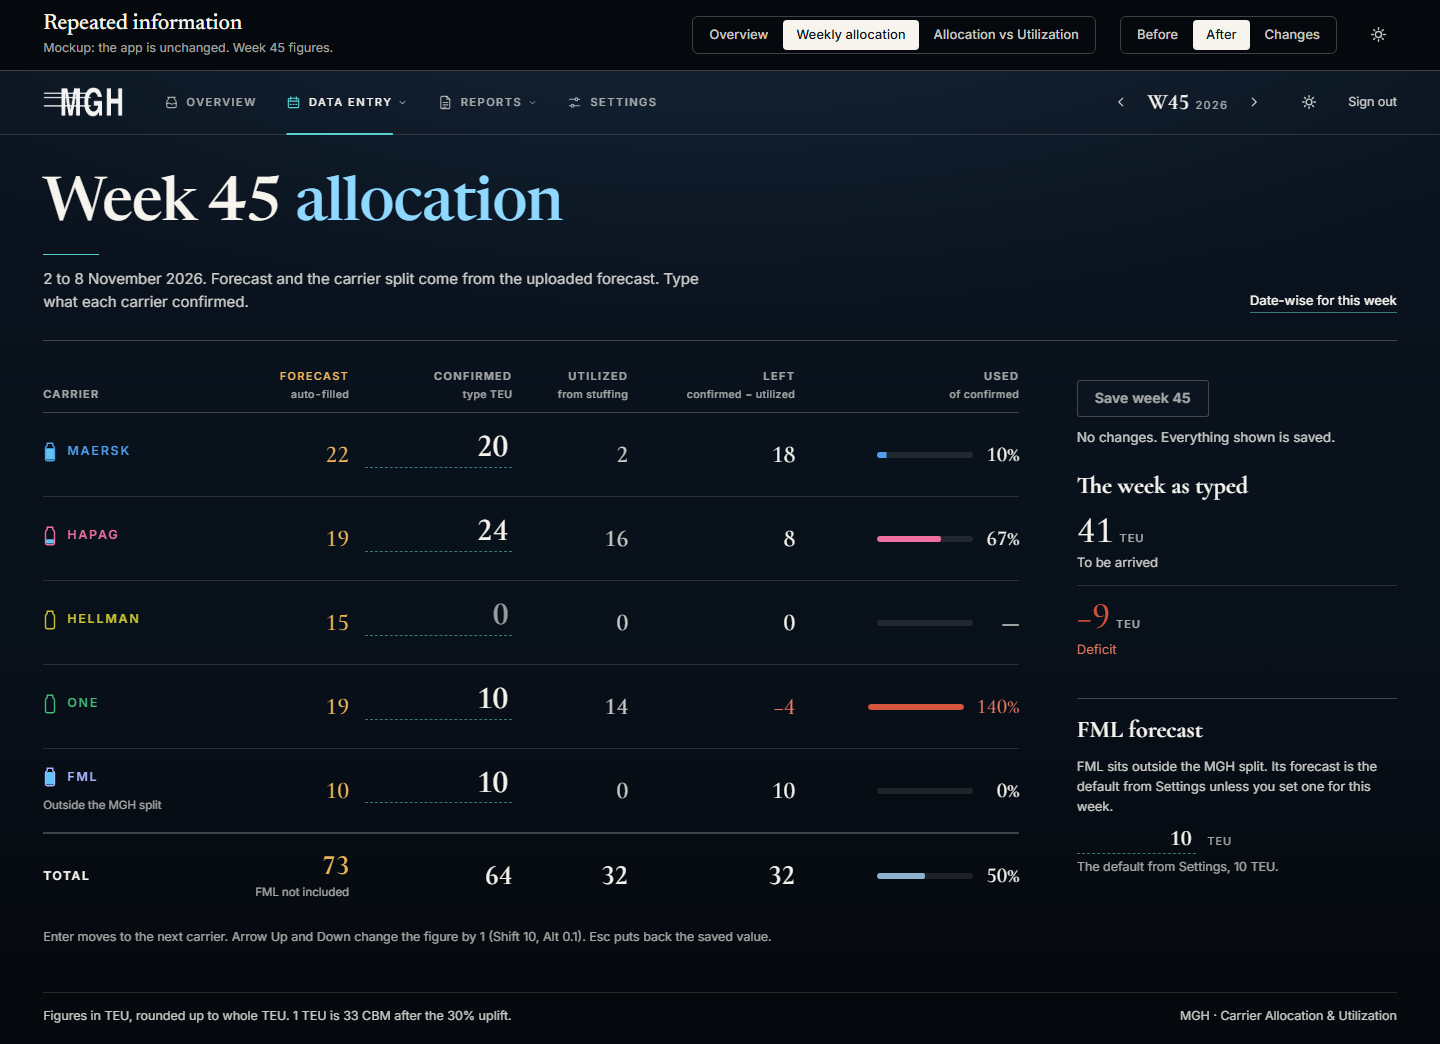 Repeated information
Mockup: the app is unchanged. Week 45 figures.
Overview
Weekly allocation
Allocation vs Utilization
Before
After
Changes
MGH
OVERVIEW
DATA ENTRY
REPORTS
SETTINGS
W45 2026
Sign out
Week 45 allocation
2 to 8 November 2026. Forecast and the carrier split come from the uploaded forecast. Type
what each carrier confirmed.
Date-wise for this week
CARRIER
FORECAST
auto-filled
CONFIRMED
type TEU
UTILIZED
from stuffing
LEFT
confirmed − utilized
USED
of confirmed
MAERSK 22 20 2 18 10%
HAPAG 19 24 16 8 67%
HELLMAN 15 0 0 0 —
ONE 19 10 14 −4 140%
FML 10 10 0 10 0%
Outside the MGH split
TOTAL 73 64 32 32 50%
FML not included
Enter moves to the next carrier. Arrow Up and Down change the figure by 1 (Shift 10, Alt 0.1). Esc puts back the saved value.
Save week 45
No changes. Everything shown is saved.
The week as typed
41 TEU
To be arrived
−9 TEU
Deficit
FML forecast
FML sits outside the MGH split. Its forecast is the
default from Settings unless you set one for this
week.
10 TEU
The default from Settings, 10 TEU.
Figures in TEU, rounded up to whole TEU. 1 TEU is 33 CBM after the 30% uplift.
MGH · Carrier Allocation & Utilization